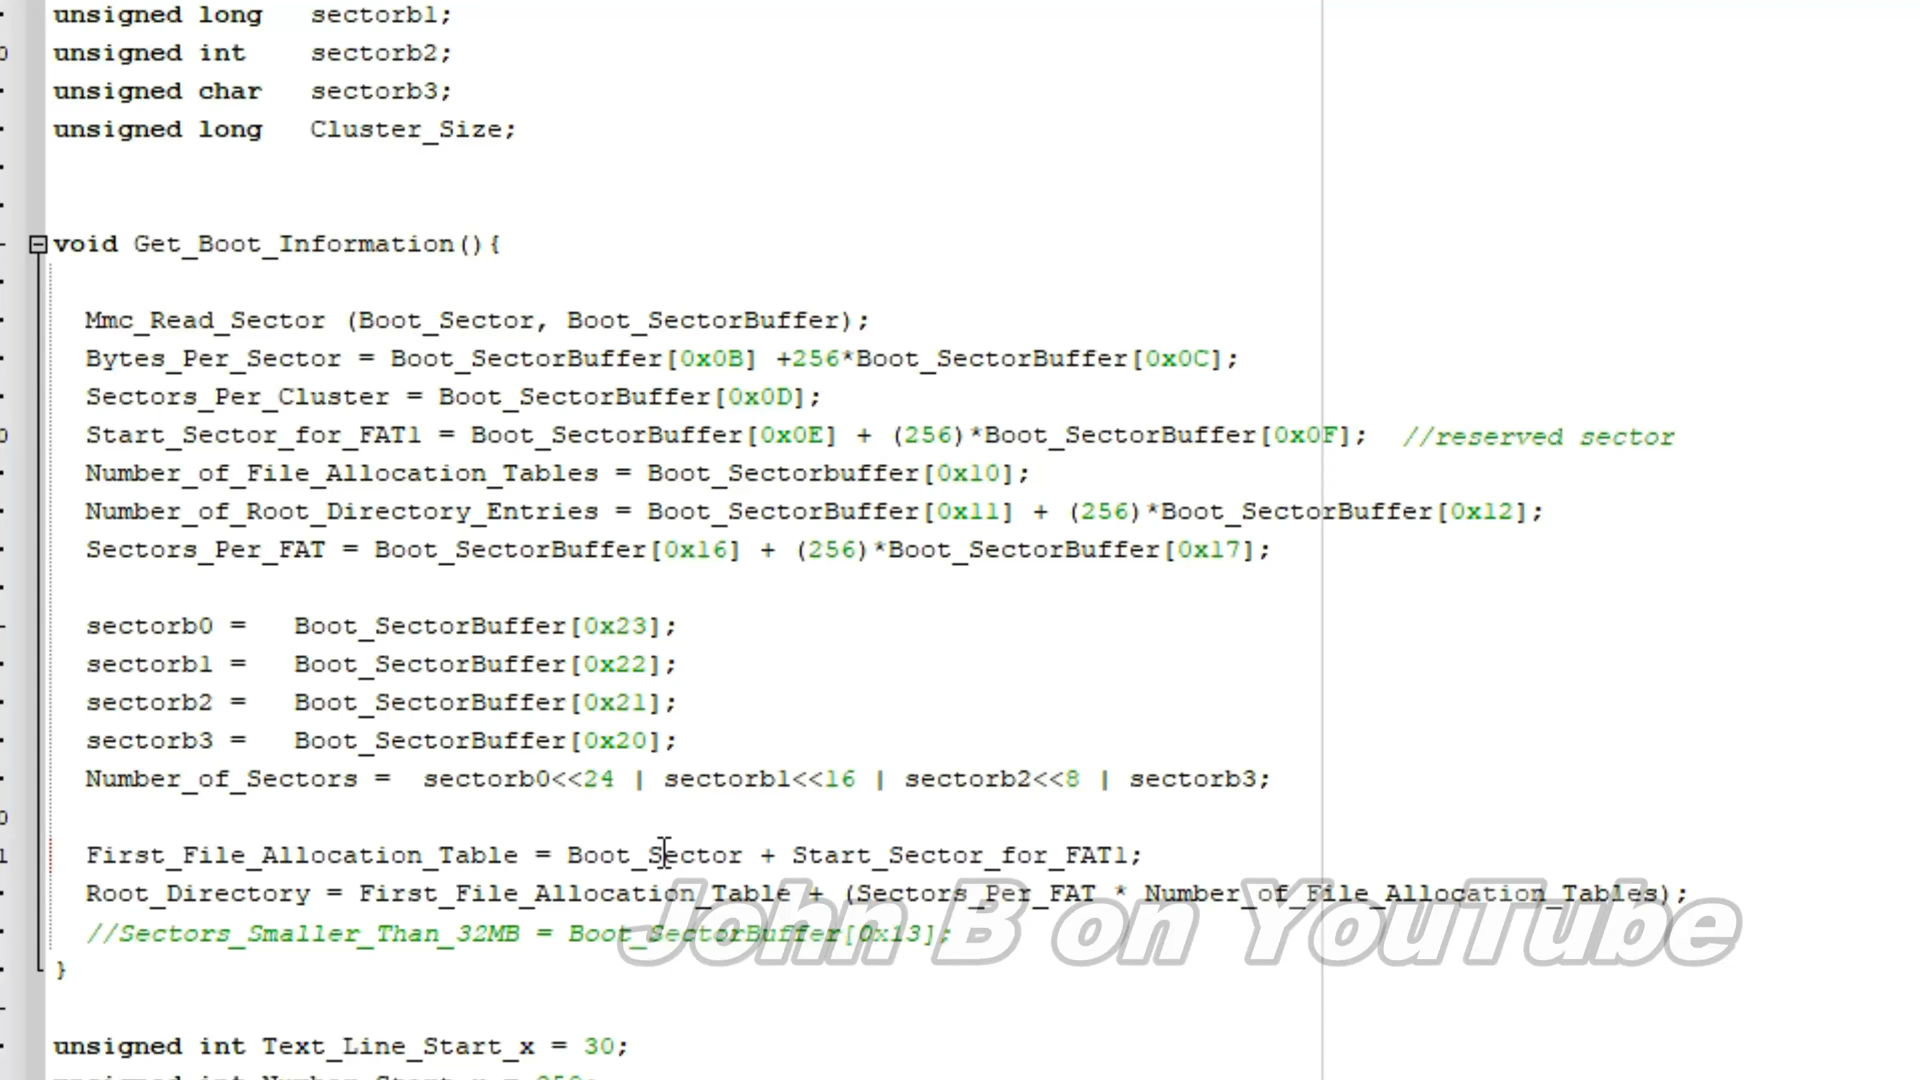 unsigned long   sectorb1;
unsigned int    sectorb2;
unsigned char   sectorb3;
unsigned long   Cluster_Size;
void Get_Boot_Information(){
Mmc_Read_Sector (Boot_Sector, Boot_SectorBuffer);
Bytes_Per_Sector = Boot_SectorBuffer[0x0B] +256*Boot_SectorBuffer[0x0C];
Sectors_Per_Cluster = Boot_SectorBuffer[0x0D];
Start_Sector_for_FAT1 = Boot_SectorBuffer[0x0E] + (256)*Boot_SectorBuffer[0x0F];  //reserved sector
Number_of_File_Allocation_Tables = Boot_Sectorbuffer[0x10];
Number_of_Root_Directory_Entries = Boot_SectorBuffer[0x11] + (256)*Boot_SectorBuffer[0x12];
Sectors_Per_FAT = Boot_SectorBuffer[0x16] + (256)*Boot_SectorBuffer[0x17];
sectorb0 =   Boot_SectorBuffer[0x23];
sectorb1 =   Boot_SectorBuffer[0x22];
sectorb2 =   Boot_SectorBuffer[0x21];
sectorb3 =   Boot_SectorBuffer[0x20];
Number_of_Sectors =  sectorb0<<24 | sectorb1<<16 | sectorb2<<8 | sectorb3;
First_File_Allocation_Table = Boot_Sector + Start_Sector_for_FAT1;
Root_Directory = First_File_Allocation_Table + (Sectors_Per_FAT * Number_of_File_Allocation_Tables);
//Sectors_Smaller_Than_32MB = Boot_SectorBuffer[0x13];
John B on YouTube
}
unsigned int Text_Line_Start_x = 30;